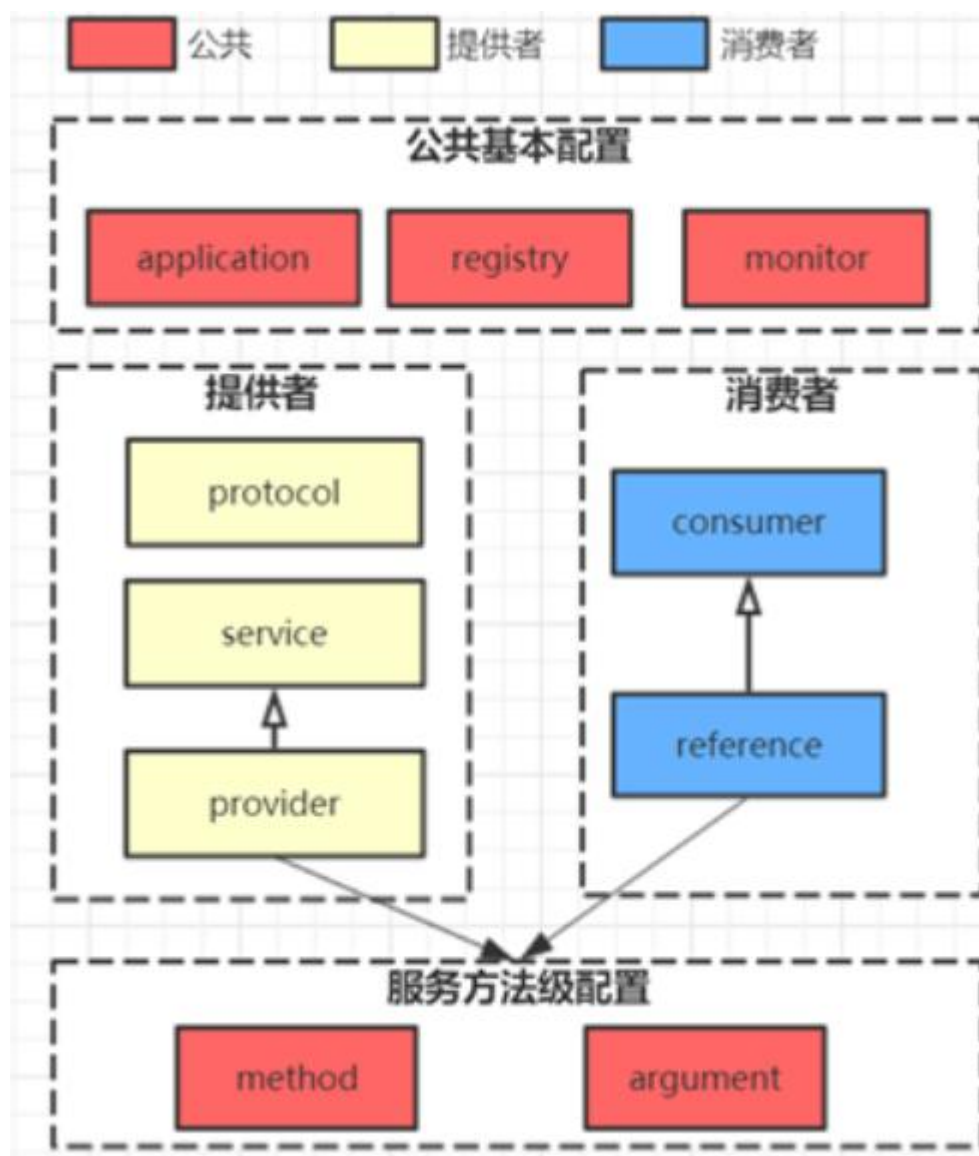 公共 提供者 消费者
公共基本配置
application registry monitor
提供者
protocol
service
provider
消费者
consumer
reference
服务方法级配置
method argument